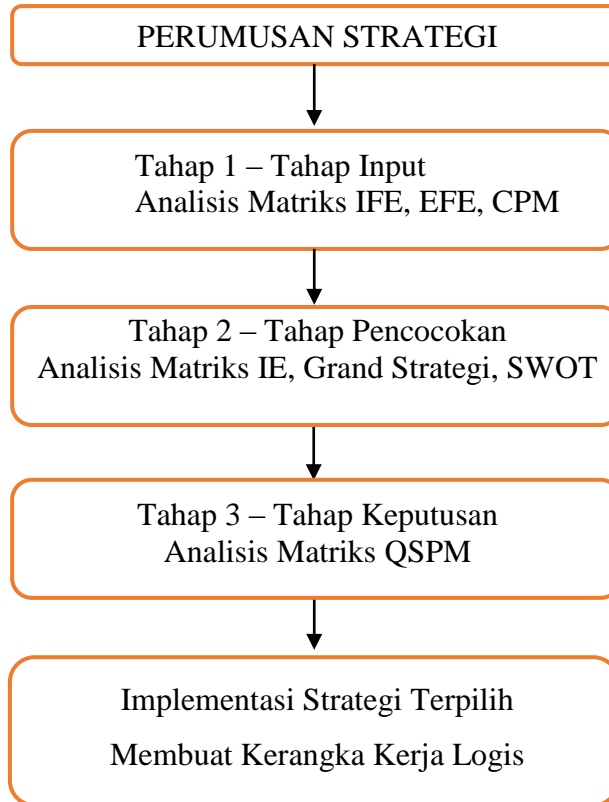 PERUMUSAN STRATEGI
Tahap 1 – Tahap Input
Analisis Matriks IFE, EFE, CPM
Tahap 2 – Tahap Pencocokan
Analisis Matriks IE, Grand Strategi, SWOT
Tahap 3 – Tahap Keputusan
Analisis Matriks QSPM
Implementasi Strategi Terpilih
Membuat Kerangka Kerja Logis